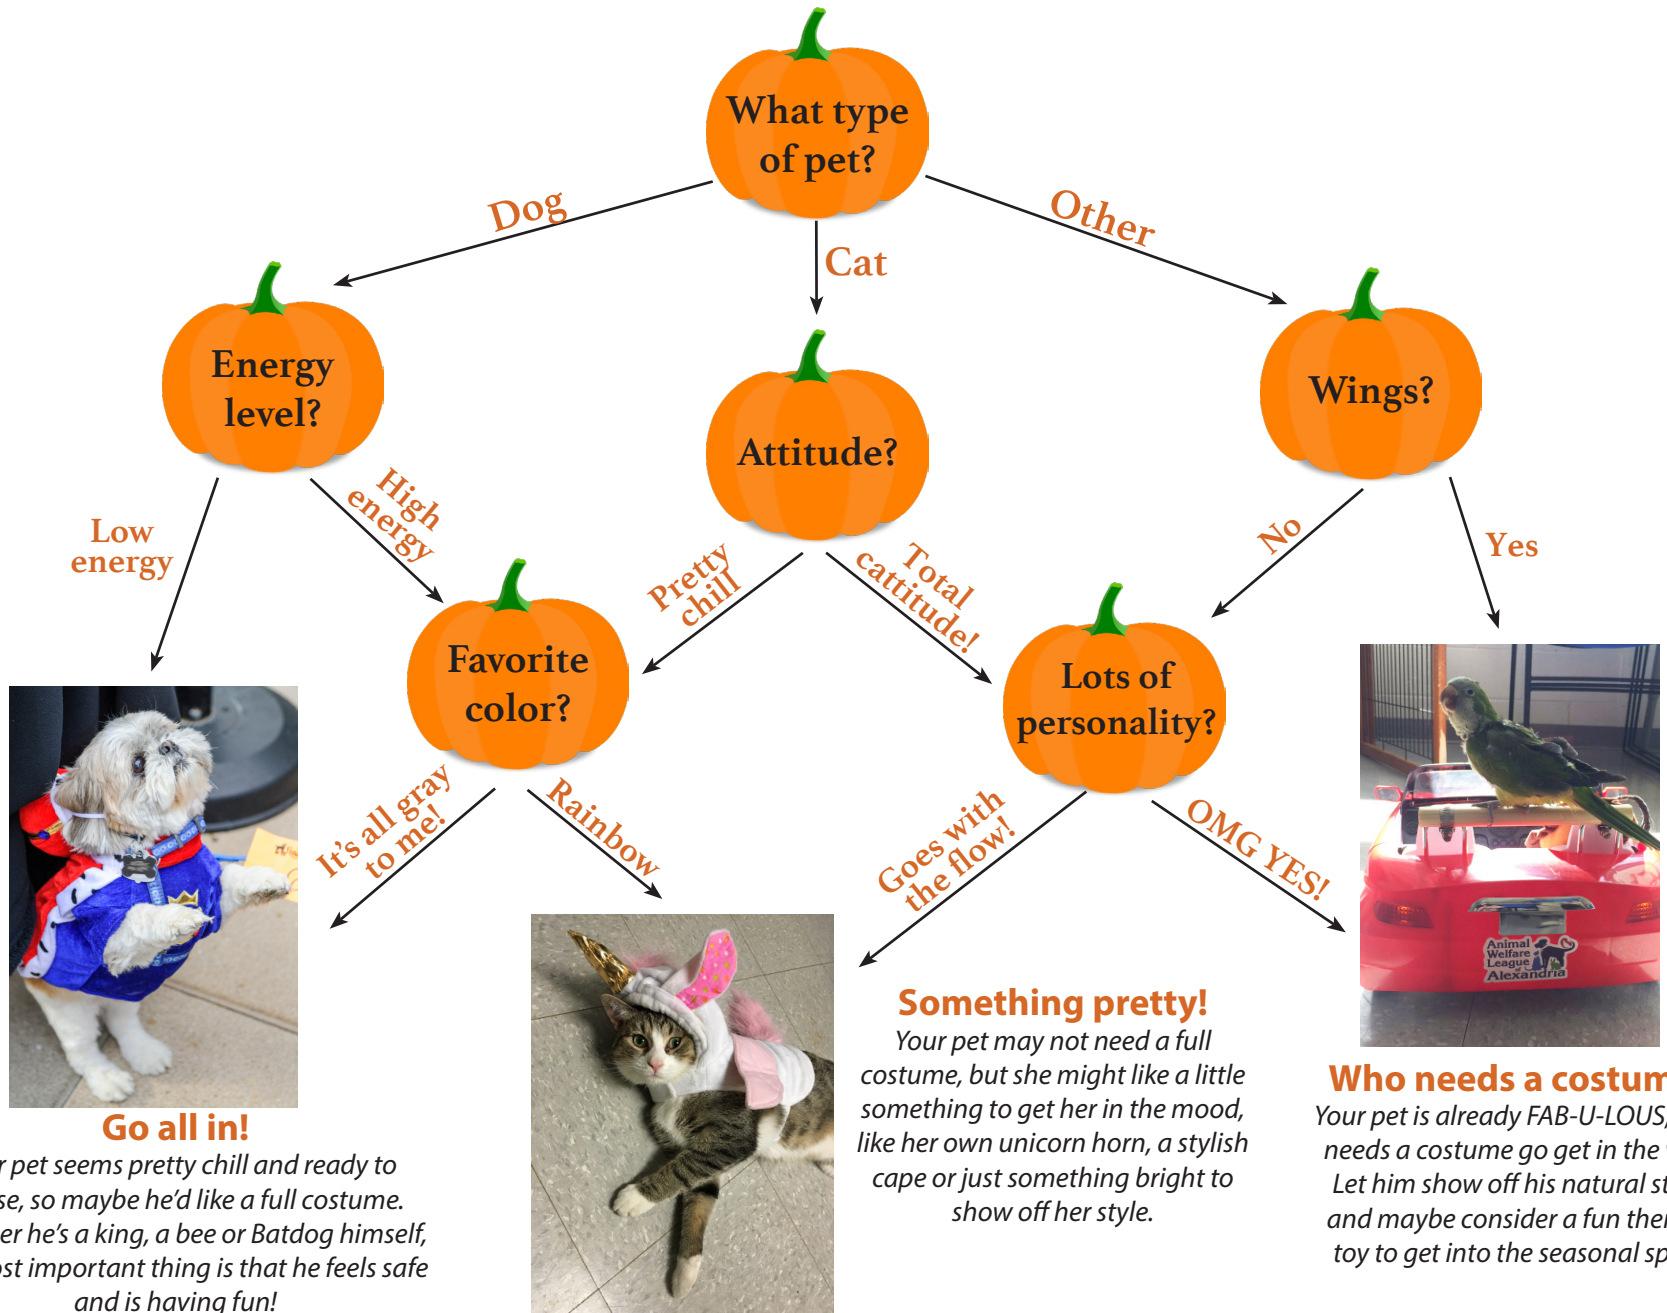 What type
of pet?
Dog
Cat
Other
Energy
level?
Attitude?
Wings?
Low
energy
High
energy
Pretty
chill
Total
cattitude!
No
Yes
Favorite
color?
Lots of
personality?
It's all gray
to me!
Rainbow
Goes with
the flow!
OMG YES!
Animal
Welfare
League
of
Alexandria
Go all in!
pet seems pretty chill and ready to
so maybe he'd like a full costume.
he's a king, a bee or Batdog himself,
important thing is that he feels safe
and is having fun!
Something pretty!
Your pet may not need a full
costume, but she might like a little
something to get her in the mood,
like her own unicorn horn, a stylish
cape or just something bright to
show off her style.
Who needs a
Your pet is already FAB-U-LOUS,
needs a costume go get in the
Let him show off his natural
and maybe consider a fun
toy to get into the seasonal